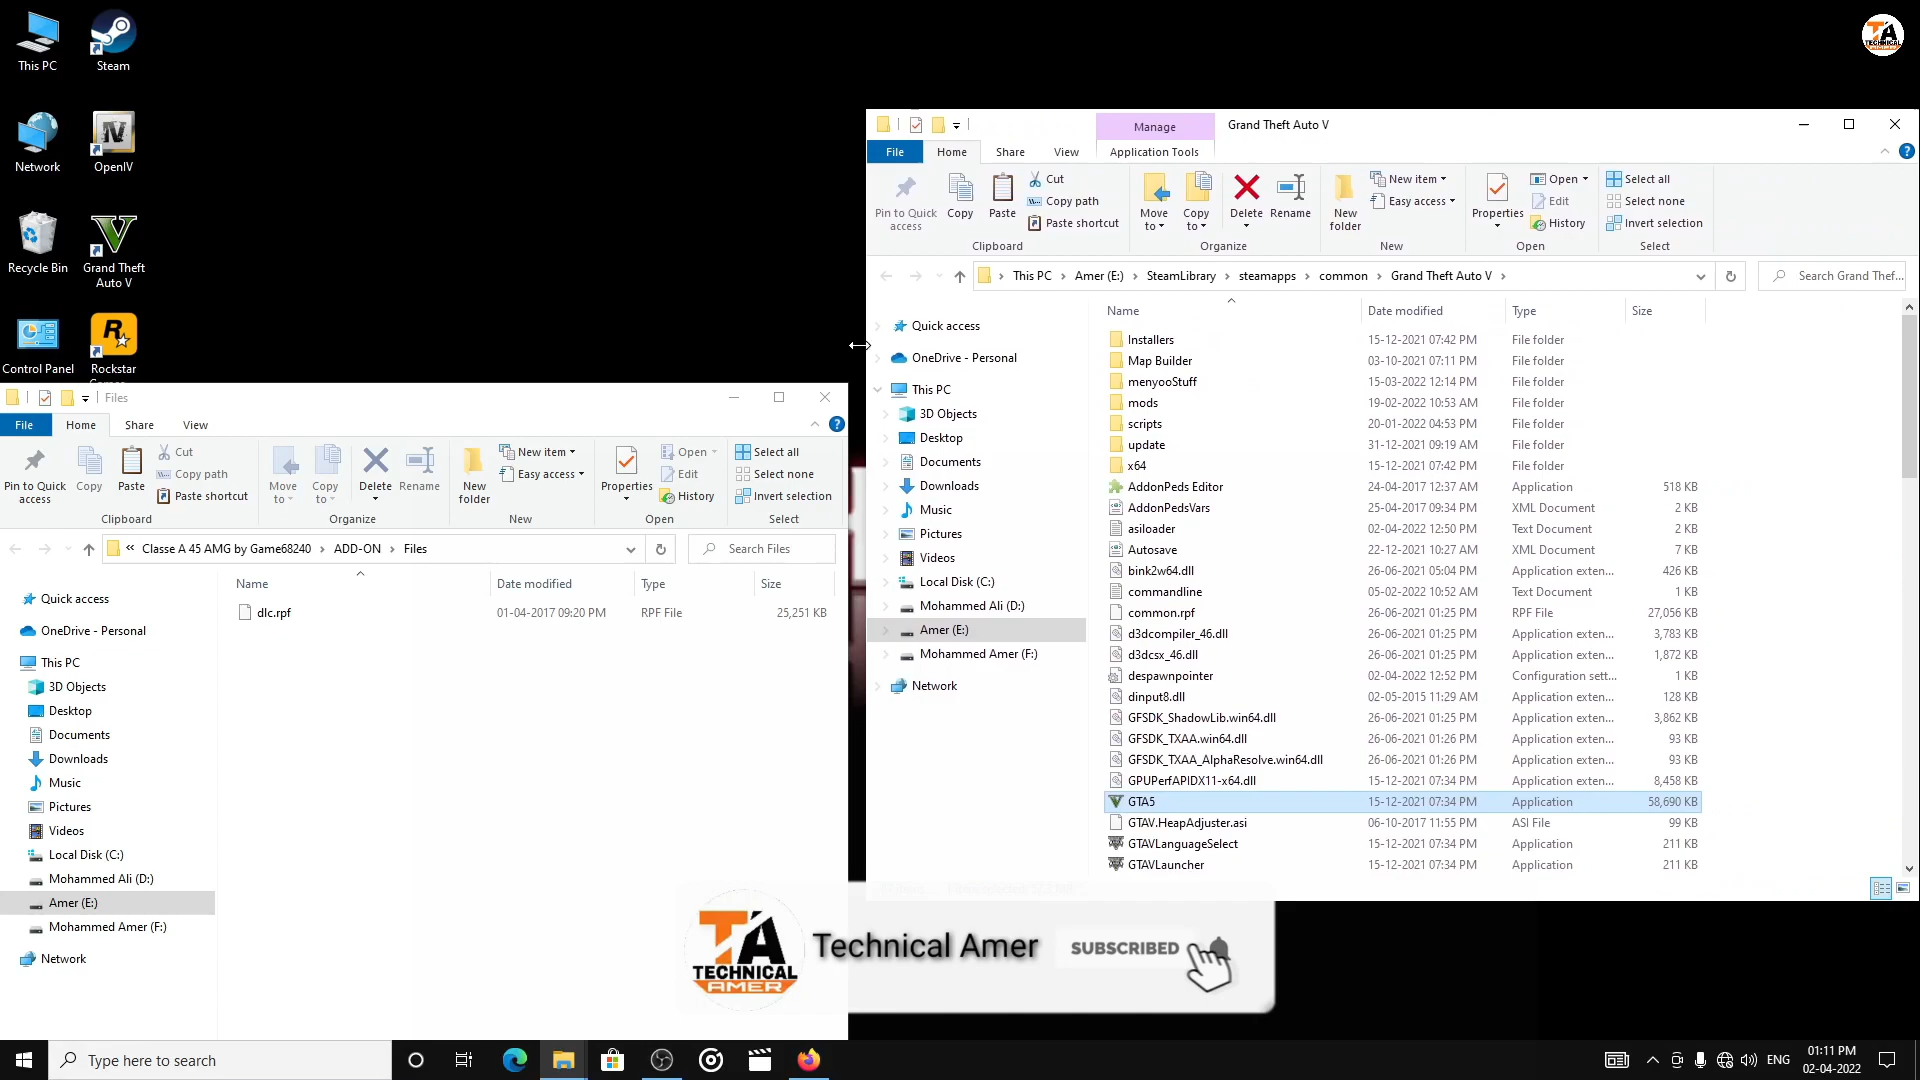 This PC
Steam
TA TECHNICAL
Network
OpenIV
Recycle Bin
Grand Theft
Auto V
Control Panel
Rockstar
Manage
Grand Theft Auto V
File
Home
Share
View
Application Tools
Pin to Quick
access
Copy
Paste
Cut
Copy path
Paste shortcut
Clipboard
Move
to
Copy
to
Delete
Rename
Organize
New
folder
New item
Easy access
New
Properties
Open
Edit
History
Open
Select all
Select none
Invert selection
Select
This PC
Amer (E:)
SteamLibrary
steamapps
common
Grand Theft Auto V
Search Grand Thef...
Name
Date modified
Type
Size
Quick access
OneDrive - Personal
This PC
3D Objects
Desktop
Documents
Downloads
Music
Pictures
Videos
Local Disk (C:)
Mohammed Ali (D:)
Amer (E:)
Mohammed Amer (F:)
Network
Installers 15-12-2021 07:42 PM File folder
Map Builder 03-10-2021 07:11 PM File folder
menyooStuff 15-03-2022 12:14 PM File folder
mods 19-02-2022 10:53 AM File folder
scripts 20-01-2022 04:53 PM File folder
update 31-12-2021 09:19 AM File folder
x64 15-12-2021 07:42 PM File folder
AddonPeds Editor 24-04-2017 12:37 AM Application 518 KB
AddonPedsVars 25-04-2017 09:34 PM XML Document 2 KB
asiloader 02-04-2022 12:50 PM Text Document 2 KB
Autosave 22-12-2021 10:27 AM XML Document 7 KB
bink2w64.dll 26-06-2021 05:04 PM Application exten... 426 KB
commandline 05-02-2022 10:52 AM Text Document 1 KB
common.rpf 26-06-2021 01:25 PM RPF File 27,056 KB
d3dcompiler_46.dll 26-06-2021 01:25 PM Application exten... 3,783 KB
d3dcsx_46.dll 26-06-2021 01:25 PM Application exten... 1,872 KB
despawnpointer 02-04-2022 12:52 PM Configuration sett... 1 KB
dinput8.dll 02-05-2015 11:29 AM Application exten... 128 KB
GFSDK_ShadowLib.win64.dll 26-06-2021 01:25 PM Application exten... 3,862 KB
GFSDK_TXAA.win64.dll 26-06-2021 01:26 PM Application exten... 93 KB
GFSDK_TXAA_AlphaResolve.win64.dll 26-06-2021 01:26 PM Application exten... 93 KB
GPUPerfAPIDX11-x64.dll 15-12-2021 07:34 PM Application exten... 8,458 KB
GTA5 15-12-2021 07:34 PM Application 58,690 KB
GTAV.HeapAdjuster.asi 06-10-2017 11:55 PM ASI File 99 KB
GTAVLanguageSelect 15-12-2021 07:34 PM Application 211 KB
GTAVLauncher 15-12-2021 07:34 PM Application 211 KB
Files
File
Home
Share
View
Pin to Quick
access
Copy
Paste
Cut
Copy path
Paste shortcut
Clipboard
Move
to
Copy
to
Delete
Rename
Organize
New
folder
New item
Easy access
New
Properties
Open
Edit
History
Open
Select all
Select none
Invert selection
Select
« Classe A 45 AMG by Game68240
ADD-ON
Files
Search Files
Name
Date modified
Type
Size
dlc.rpf 01-04-2017 09:20 PM RPF File 25,251 KB
Quick access
OneDrive - Personal
This PC
3D Objects
Desktop
Documents
Downloads
Music
Pictures
Videos
Local Disk (C:)
Mohammed Ali (D:)
Amer (E:)
Mohammed Amer (F:)
Network
TA
TECHNICAL
AMER
Technical Amer
SUBSCRIBED
Type here to search
ENG
01:11 PM
02-04-2022